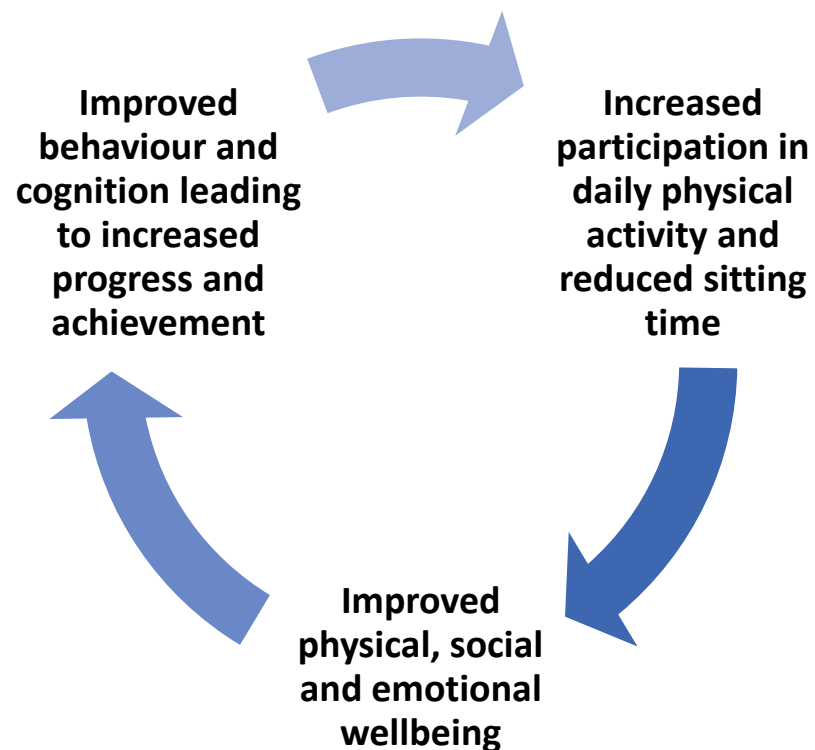 Improved
behaviour and
cognition leading
to increased
progress and
achievement
Increased
participation in
daily physical
activity and
reduced sitting
time
Improved
physical, social
and emotional
wellbeing